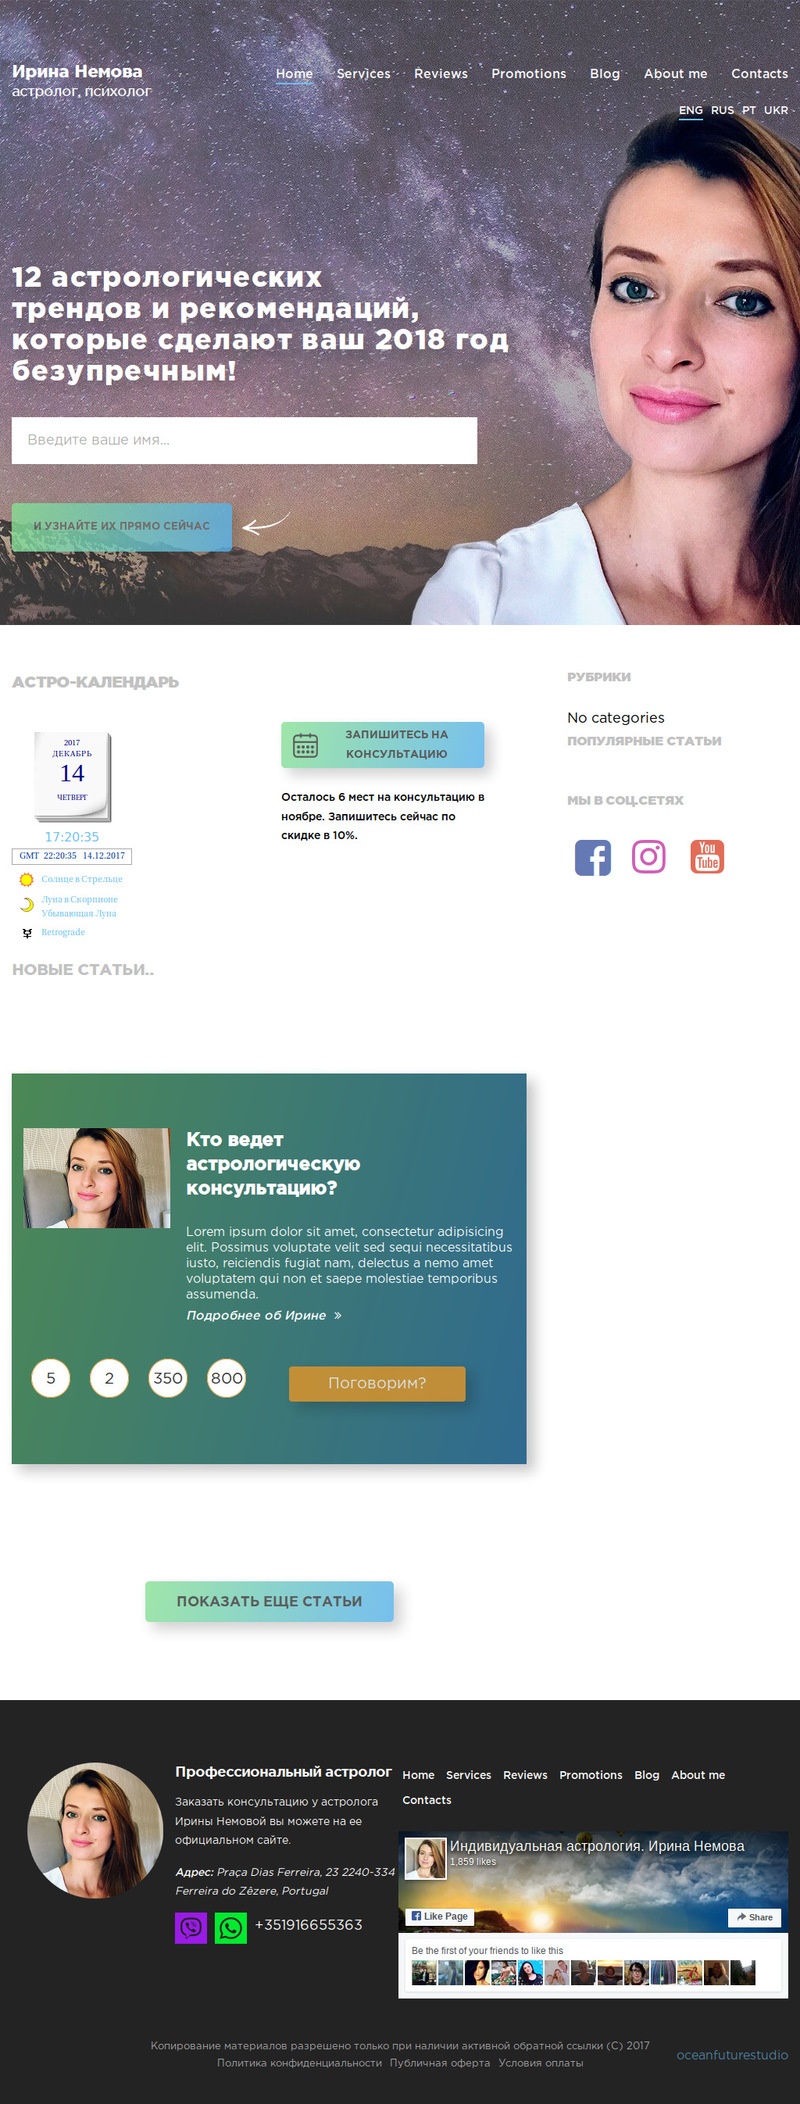 Ирина Немова
астролог, психолог
Home Services Reviews Promotions Blog About me Contacts
ENG RUS PT UKR
12 астрологических
трендов и рекомендаций,
которые сделают ваш 2018 год
безупречным!
Введите ваше имя...
И УЗНАЙТЕ ИХ ПРЯМО СЕЙЧАС
АСТРО-КАЛЕНДАРЬ
2017
ДЕКАБРЬ
14
ЧЕТВЕРГ
17:20:35
GMT 22:20:35 14.12.2017
Солнце в Стрельце
Луна в Скорпионе
Убывающая Луна
Retrograde
ЗАПИШИТЕСЬ НА
КОНСУЛЬТАЦИЮ
Осталось 6 мест на консультацию в
ноябре. Запишитесь сейчас по
скидке в 10%.
РУБРИКИ
No categories
ПОПУЛЯРНЫЕ СТАТЬИ
МЫ В СОЦ.СЕТЯХ
You
Tube
НОВЫЕ СТАТЬИ..
Кто ведет
астрологическую
консультацию?
Lorem ipsum dolor sit amet, consectetur adipisicing
elit. Possimus voluptate velit sed sequi necessitatibus
iusto, reiciendis fugiat nam, delectus a nemo amet
voluptatem qui non et saepe molestiae temporibus
assumenda.
Подробнее об Ирине »
5 2 350 800
Поговорим?
ПОКАЗАТЬ ЕЩЕ СТАТЬИ
Профессиональный астролог
Заказать консультацию у астролога
Ирины Немовой вы можете на ее
официальном сайте.
Адрес: Praça Dias Ferreira, 23 2240-334
Ferreira do Zêzere, Portugal
+351916655363
Home Services Reviews Promotions Blog About me
Contacts
Индивидуальная астрология. Ирина Немова
1,859 likes
Like Page
Share
Be the first of your friends to like this
Копирование материалов разрешено только при наличии активной обратной ссылки (C) 2017
Политика конфиденциальности Публичная оферта Условия оплаты
oceanfuturestudio